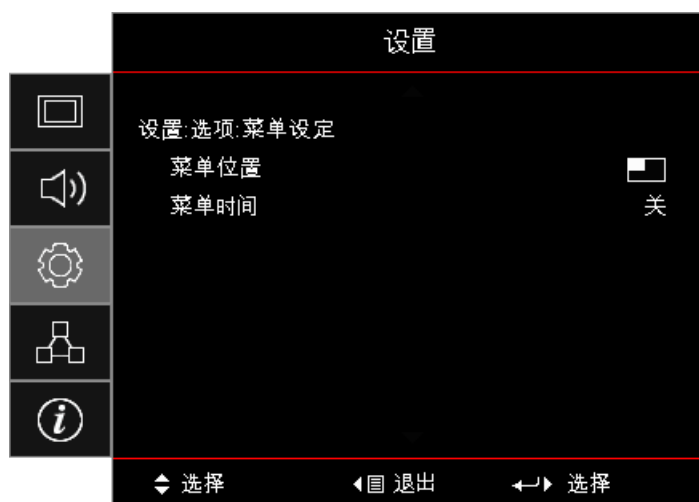 设置
设置:选项:菜单设定
菜单位置
菜单时间 关
选择 退出 选择